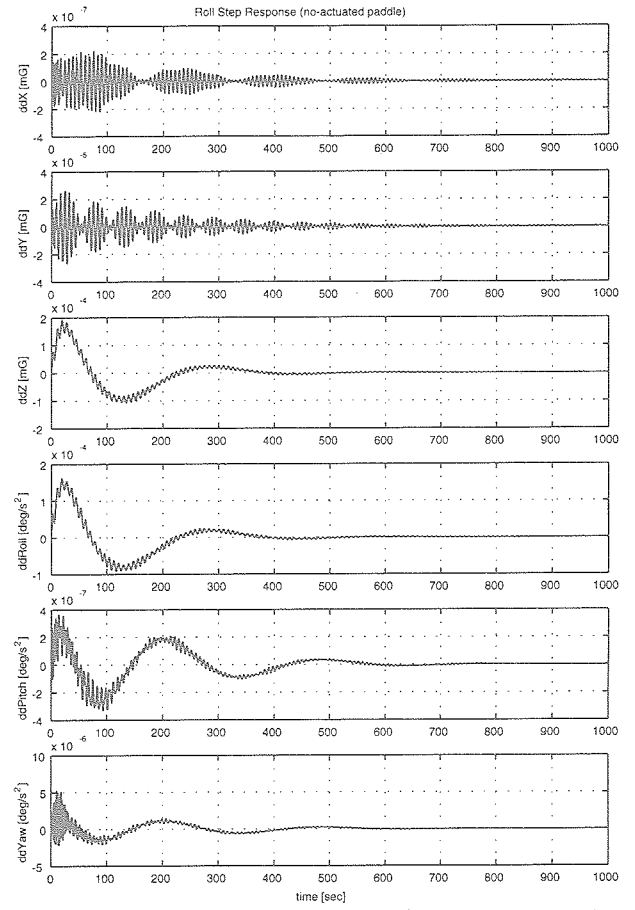 Roll Step Response (no-actuated paddle)
x 10 -7
4
2
0
-2
-4
ddX [mG]
0 100 200 300 400 500 600 700 800 900 1000
x 10 -5
4
2
0
-2
-4
ddY [mG]
0 100 200 300 400 500 600 700 800 900 1000
x 10 -4
2
1
0
-1
-2
ddZ [mG]
0 100 200 300 400 500 600 700 800 900 1000
x 10 -4
2
1
0
-1
ddRoll [deg/s²]
0 100 200 300 400 500 600 700 800 900 1000
x 10 -7
4
2
0
-2
-4
ddPitch [deg/s²]
0 100 200 300 400 500 600 700 800 900 1000
x 10 -6
10
5
0
-5
ddYaw [deg/s²]
0 100 200 300 400 500 600 700 800 900 1000
time [sec]